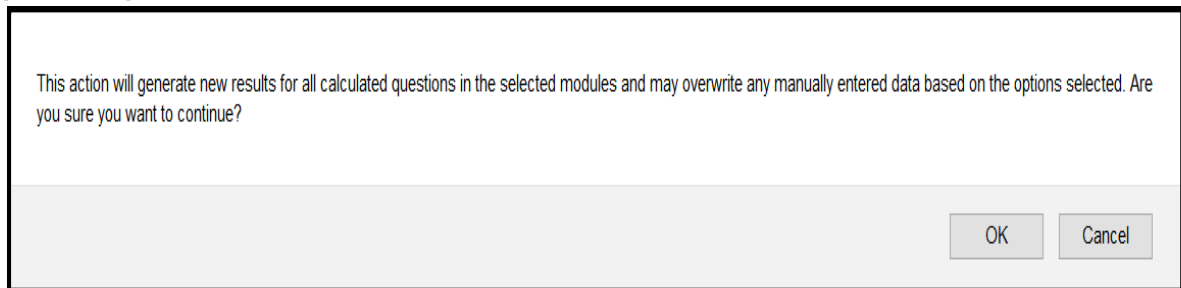 This action will generate new results for all calculated questions in the selected modules and may overwrite any manually entered data based on the options selected. Are
you sure you want to continue?
OK
Cancel